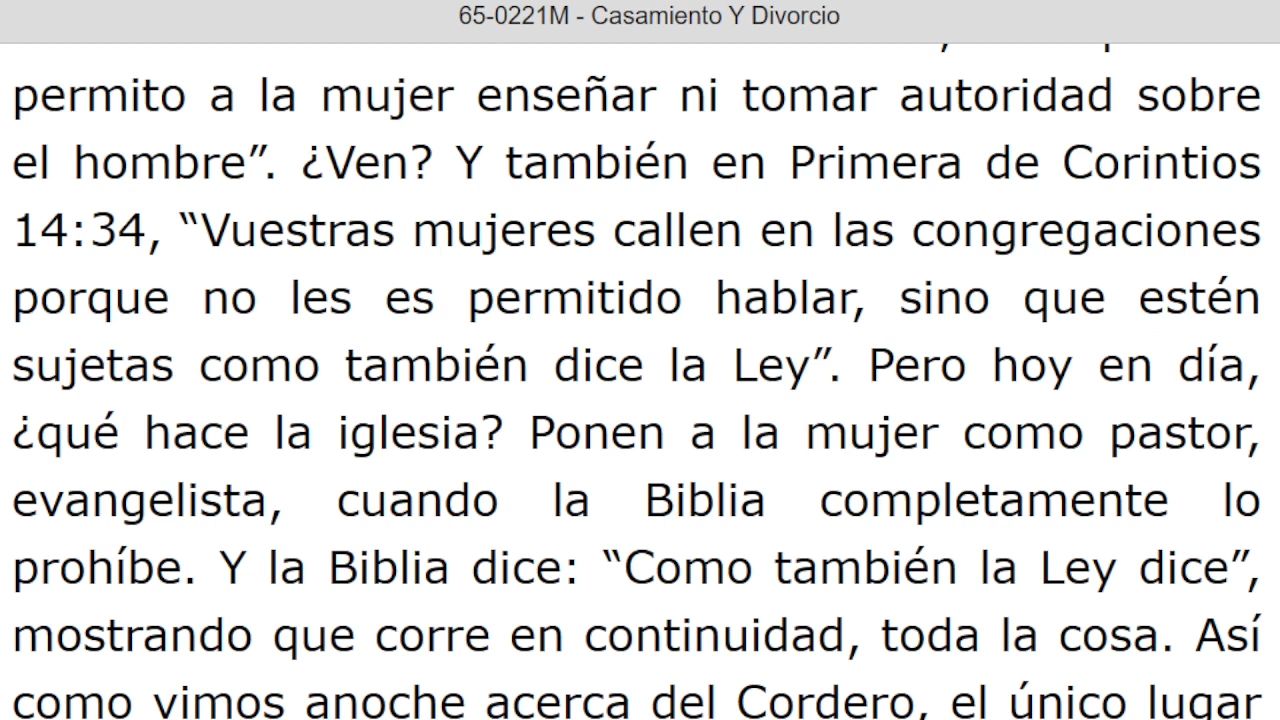 65-0221M - Casamiento Y Divorcio
permito a la mujer enseñar ni tomar autoridad sobre
el hombre”. ¿Ven? Y también en Primera de Corintios
14:34, “Vuestras mujeres callen en las congregaciones
porque no les es permitido hablar, sino que estén
sujetas como también dice la Ley”. Pero hoy en día,
¿qué hace la iglesia? Ponen a la mujer como pastor,
evangelista, cuando la Biblia completamente lo
prohíbe. Y la Biblia dice: “Como también la Ley dice”,
mostrando que corre en continuidad, toda la cosa. Así
como vimos anoche acerca del Cordero, el único lugar